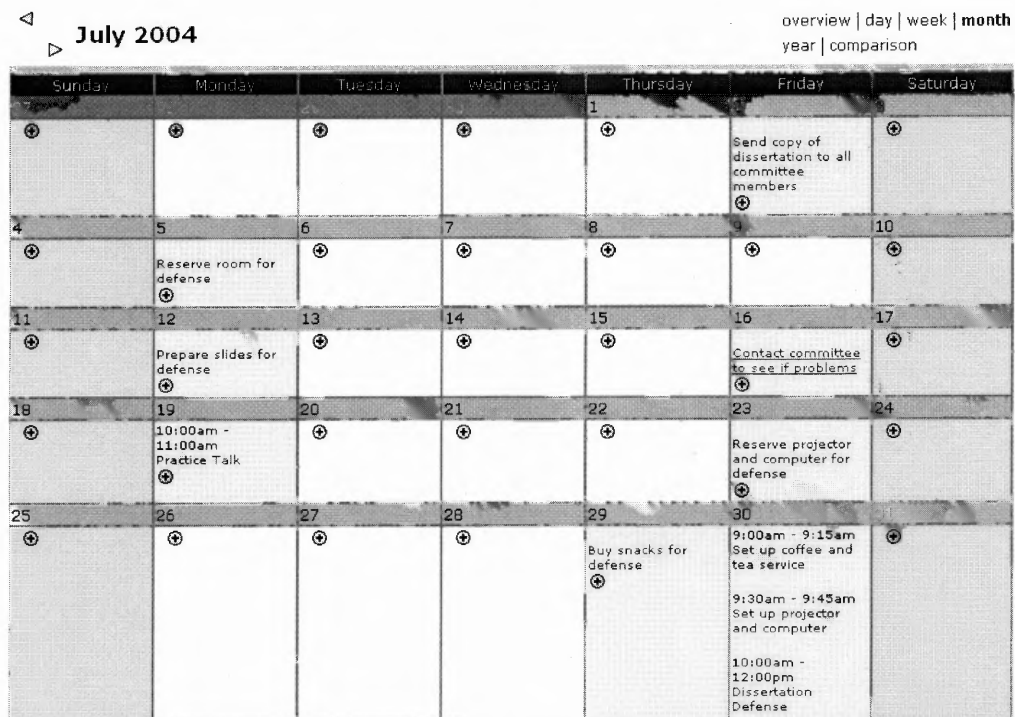 July 2004
overview | day | week | month
year | comparison
Sunday Monday Tuesday Wednesday Thursday Friday Saturday
1
Send copy of
dissertation to all
committee
members
4 5 6 7 8 9 10
Reserve room for
defense
11 12 13 14 15 16 17
Prepare slides for
defense
Contact committee
to see if problems
18 19 20 21 22 23 24
10:00am -
11:00am
Practice Talk
Reserve projector
and computer for
defense
25 26 27 28 29 30
Buy snacks for
defense
9:00am - 9:15am
Set up coffee and
tea service
9:30am - 9:45am
Set up projector
and computer
10:00am -
12:00pm
Dissertation
Defense